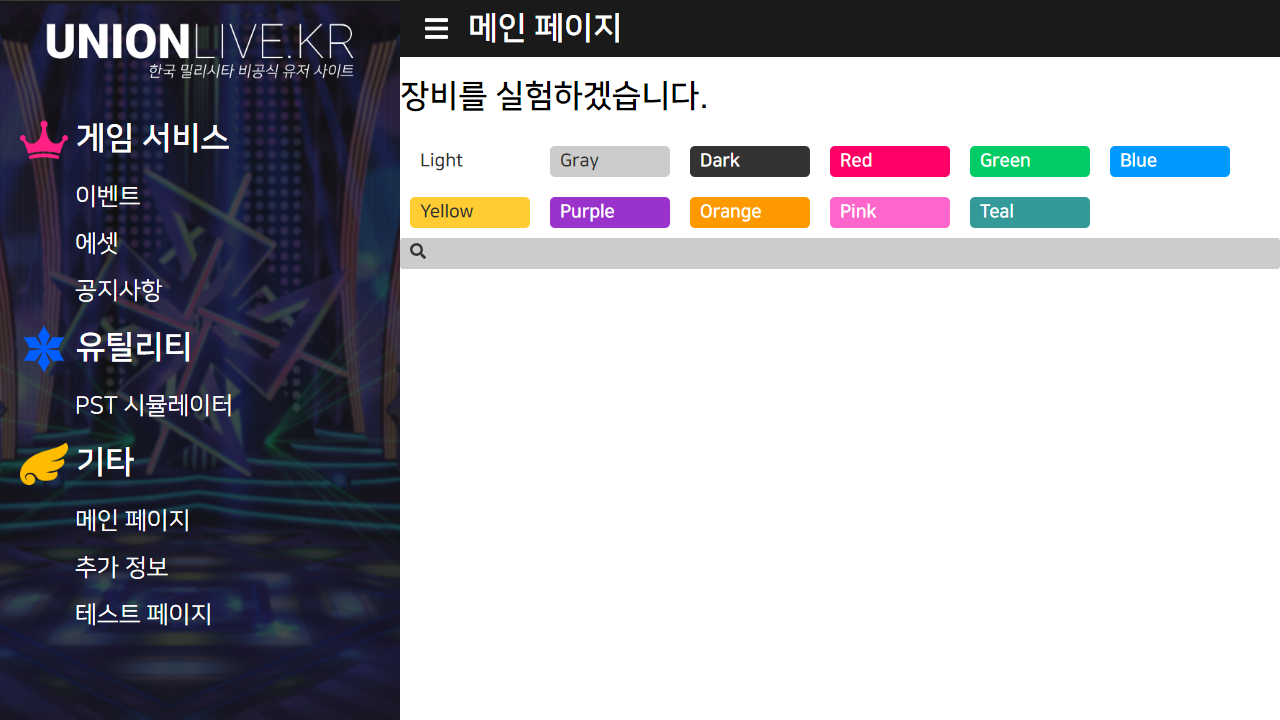 UNIONLIVE.KR
한국 밀리시타 비공식 유저 사이트
게임 서비스
이벤트
에셋
공지사항
유틸리티
PST 시뮬레이터
기타
메인 페이지
추가 정보
테스트 페이지
메인 페이지
장비를 실험하겠습니다.
Light Gray Dark Red Green Blue
Yellow Purple Orange Pink Teal